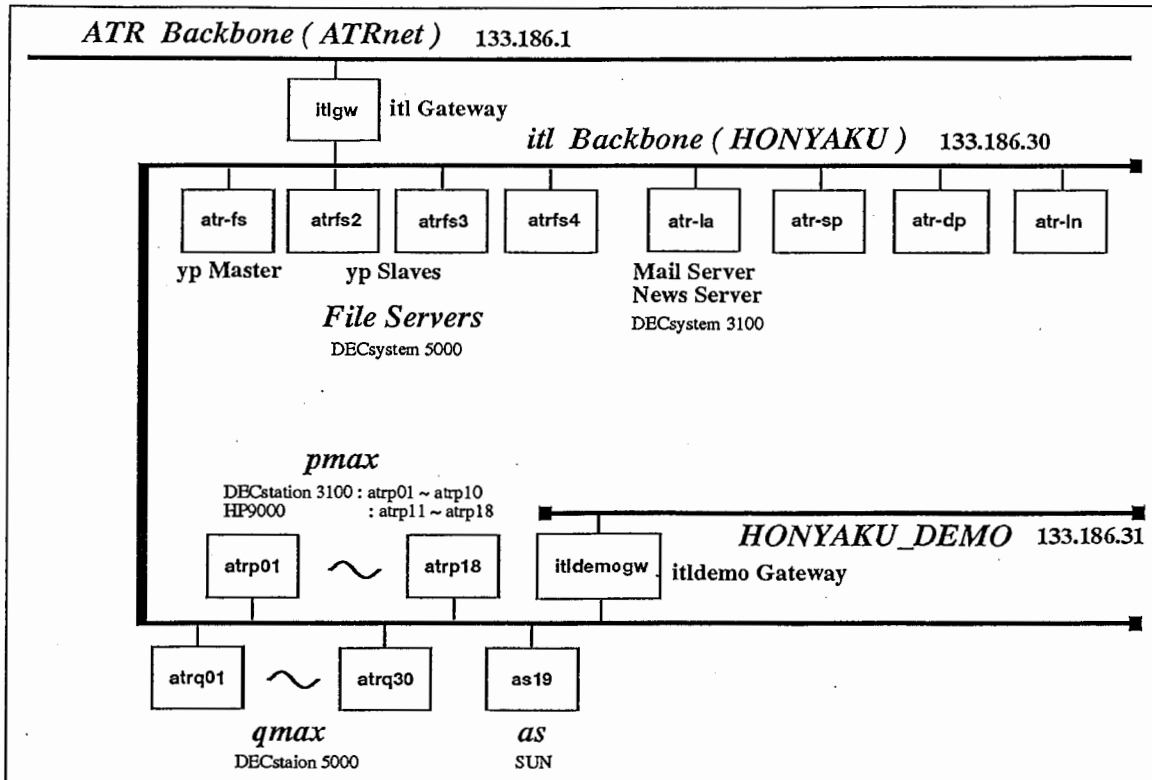 ATR Backbone ( ATRnet ) 133.186.1
itlgw itl Gateway
itl Backbone ( HONYAKU ) 133.186.30
atr-fs atrfs2 atrfs3 atrfs4 atr-la atr-sp atr-dp atr-ln
yp Master yp Slaves Mail Server
News Server
File Servers DECsystem 3100
DECsystem 5000
pmax
DECstation 3100 : atrp01 ~ atrp10
HP9000 : atrp11 ~ atrp18
HONYAKU_DEMO 133.186.31
atrp01 ~ atrp18 itldemogw itldemo Gateway
atrq01 ~ atrq30 as19
qmax as
DECstaion 5000 SUN